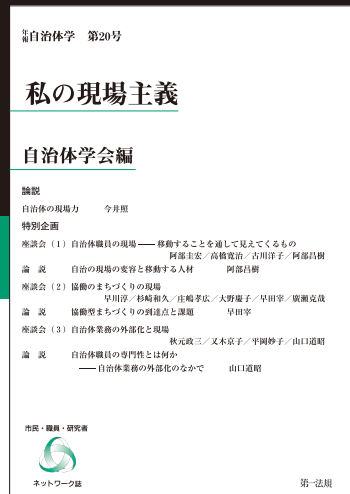 年報 自治体学 第20号
私の現場主義
自治体学会編
論説
自治体の現場力 今井照
特別企画
座談会(1)自治体職員の現場――移動することを通して見えてくるもの
阿部圭宏/高橋寛治/古川洋子/阿部昌樹
論 説 自治の現場の変容と移動する人材 阿部昌樹
座談会(2)協働のまちづくりの現場
早川淳/杉崎和久/庄嶋孝広/大野慶子/早田宰/廣瀬克哉
論 説 協働型まちづくりの到達点と課題 早田宰
座談会(3)自治体業務の外部化と現場
秋元政三/又木京子/平岡妙子/山口道昭
論 説 自治体職員の専門性とは何か
――自治体業務の外部化のなかで 山口道昭
市民・職員・研究者
ネットワーク誌
第一法規